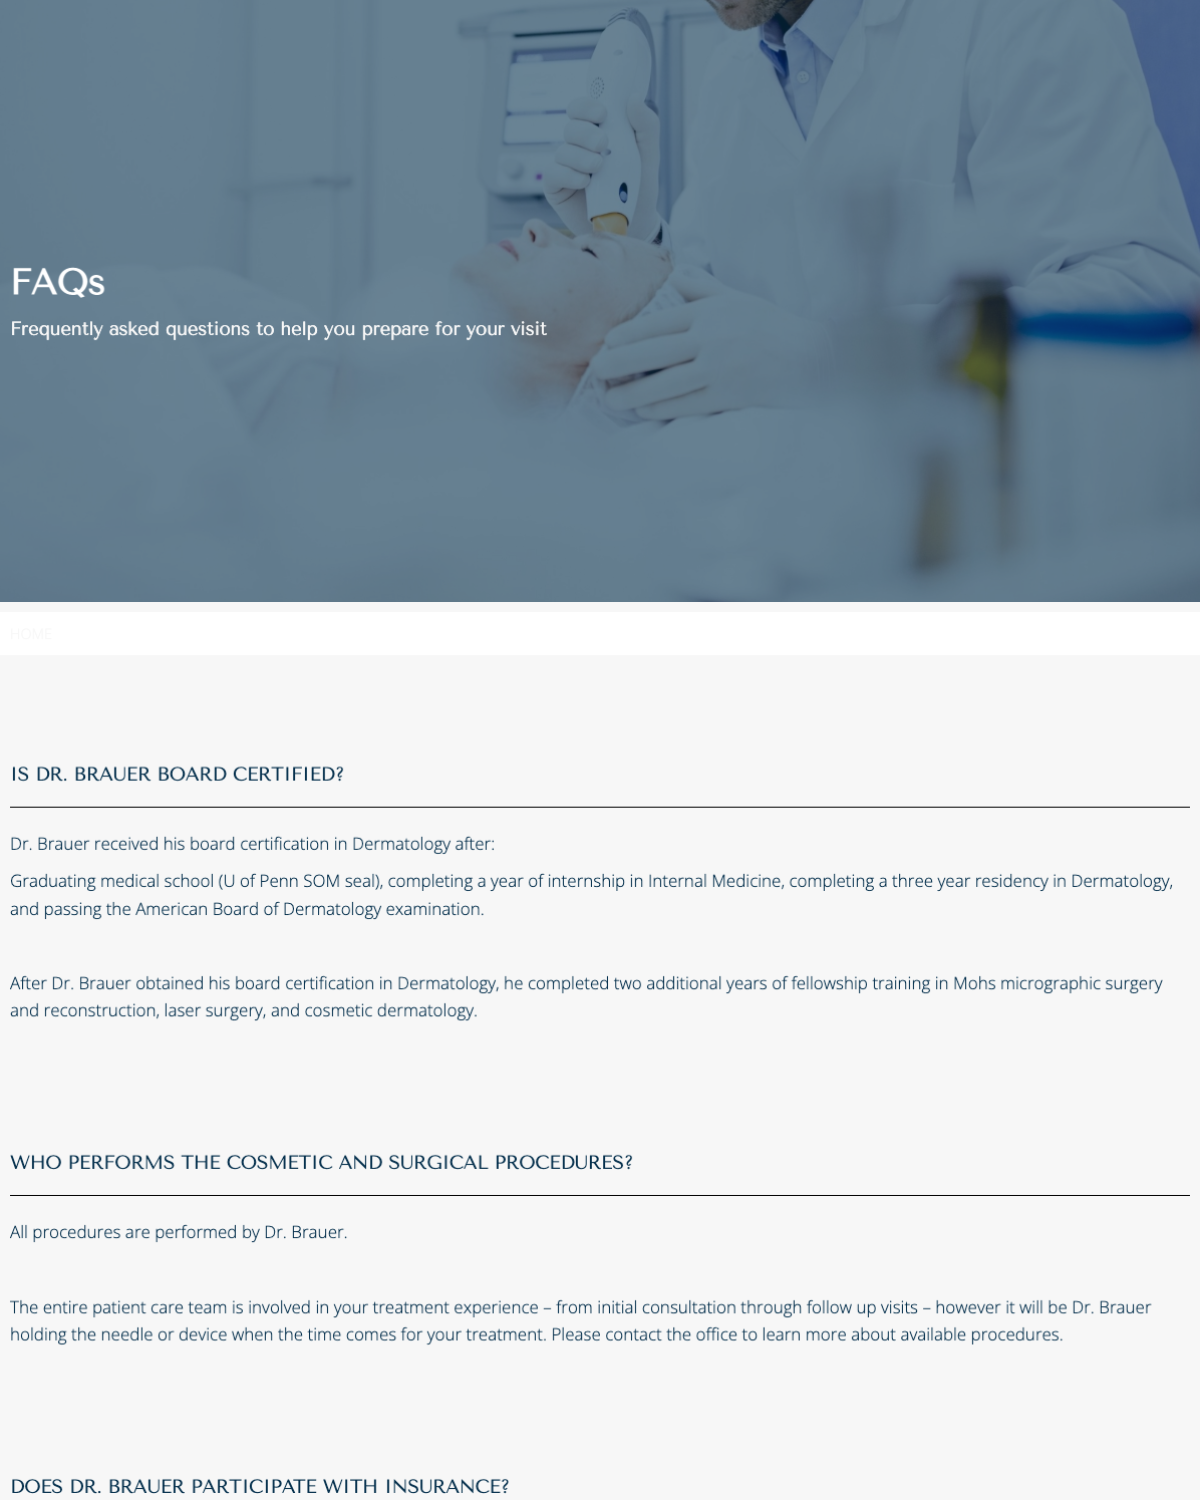 FAQs
Frequently asked questions to help you prepare for your visit
HOME
IS DR. BRAUER BOARD CERTIFIED?
Dr. Brauer received his board certification in Dermatology after:
Graduating medical school (U of Penn SOM seal), completing a year of internship in Internal Medicine, completing a three year residency in Dermatology,
and passing the American Board of Dermatology examination.
After Dr. Brauer obtained his board certification in Dermatology, he completed two additional years of fellowship training in Mohs micrographic surgery
and reconstruction, laser surgery, and cosmetic dermatology.
WHO PERFORMS THE COSMETIC AND SURGICAL PROCEDURES?
All procedures are performed by Dr. Brauer.
The entire patient care team is involved in your treatment experience – from initial consultation through follow up visits – however it will be Dr. Brauer
holding the needle or device when the time comes for your treatment. Please contact the office to learn more about available procedures.
DOES DR. BRAUER PARTICIPATE WITH INSURANCE?